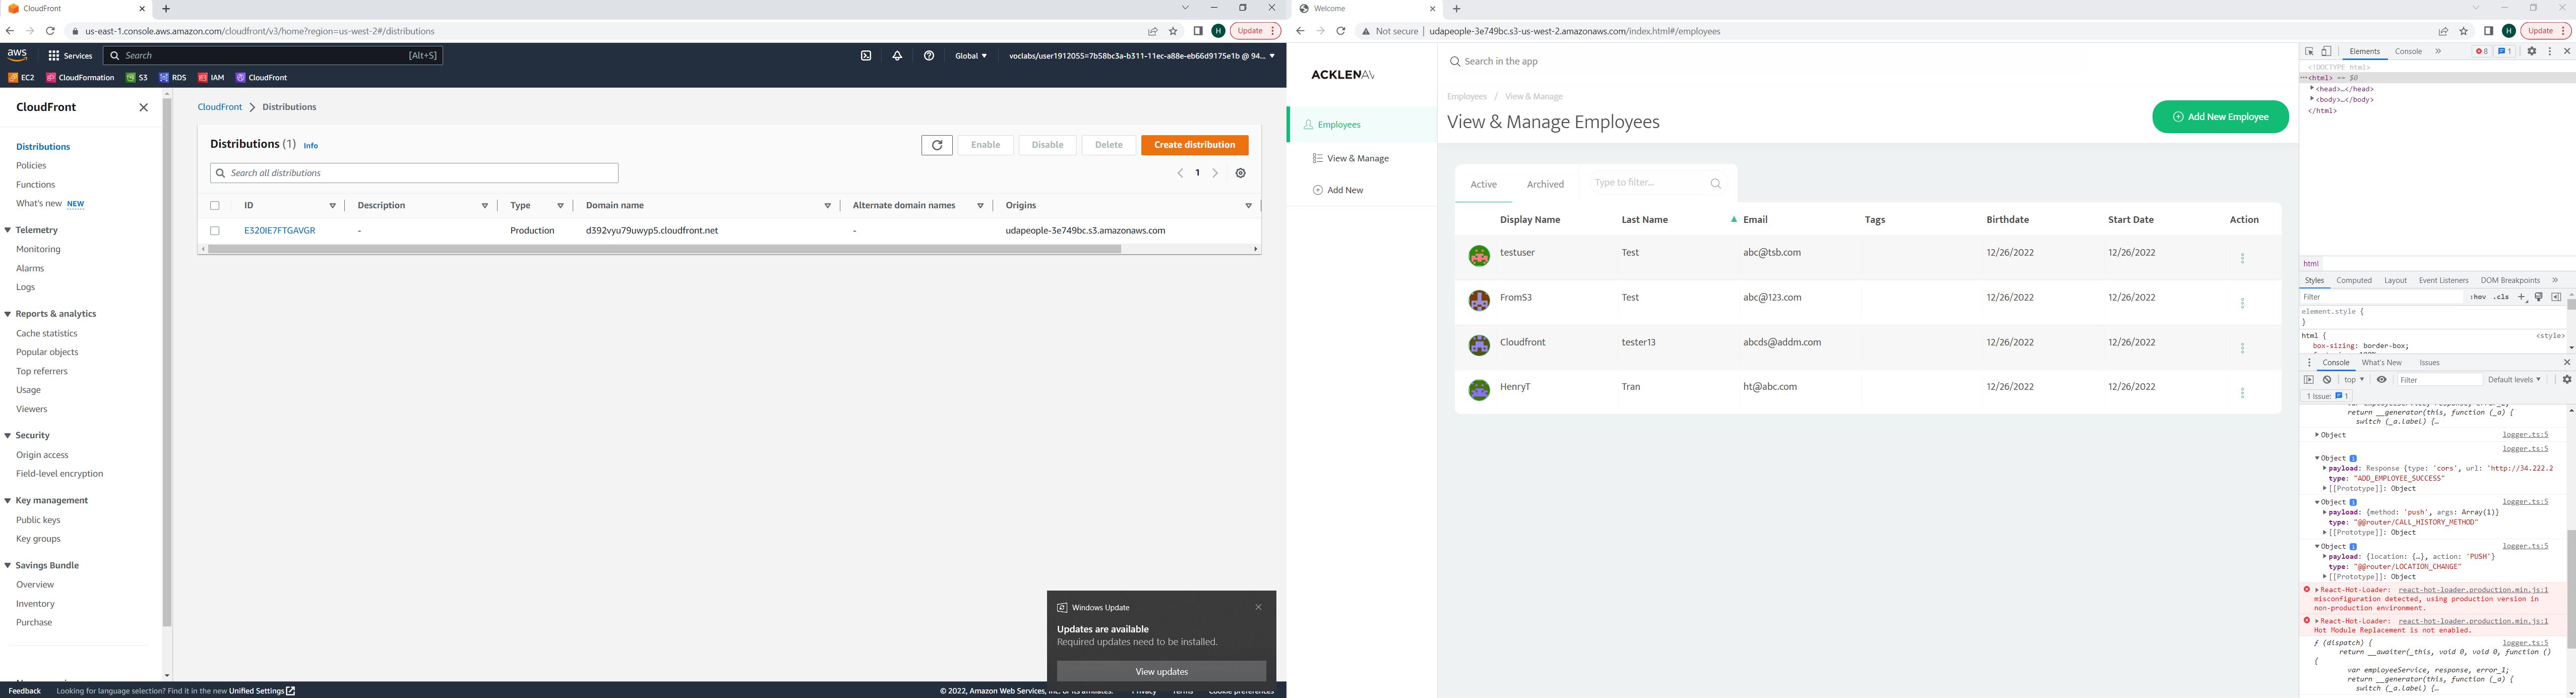 CloudFront
us-east-1.console.aws.amazon.com/cloudfront/v3/home?region=us-west-2#/distributions
Update
aws
Services
Search
[Alt+S]
Global
voclabs/user1912055=7b58bc3a-b311-11ec-a88e-eb66d9175e1b @ 94...
EC2
CloudFormation
S3
RDS
IAM
CloudFront
CloudFront
Distributions
Policies
Functions
What's new NEW
Telemetry
Monitoring
Alarms
Logs
Reports & analytics
Cache statistics
Popular objects
Top referrers
Usage
Viewers
Security
Origin access
Field-level encryption
Key management
Public keys
Key groups
Savings Bundle
Overview
Inventory
Purchase
CloudFront > Distributions
Distributions (1) Info
Enable
Disable
Delete
Create distribution
Search all distributions
1
ID
Description
Type
Domain name
Alternate domain names
Origins
E320IE7FTGAVGR
-
Production
d392vyu79uwyp5.cloudfront.net
-
udapeople-3e749bc.s3.amazonaws.com
Windows Update
Updates are available
Required updates need to be installed.
View updates
Feedback
Looking for language selection? Find it in the new Unified Settings
© 2022, Amazon Web Services, Inc. or its affiliates.
Privacy
Terms
Cookie preferences
Welcome
Not secure
udapeople-3e749bc.s3-us-west-2.amazonaws.com/index.html#/employees
Update
ACKLENAV
Search in the app
Employees
View & Manage
Add New
Employees / View & Manage
View & Manage Employees
Add New Employee
Active
Archived
Type to filter...
Display Name
Last Name
Email
Tags
Birthdate
Start Date
Action
testuser
Test
abc@tsb.com
12/26/2022
12/26/2022
FromS3
Test
abc@123.com
12/26/2022
12/26/2022
Cloudfront
tester13
abcds@addm.com
12/26/2022
12/26/2022
HenryT
Tran
ht@abc.com
12/26/2022
12/26/2022
Elements
Console
8
1
<!DOCTYPE html>
<html> == $0
<head>…</head>
<body>…</body>
</html>
html
Styles
Computed
Layout
Event Listeners
DOM Breakpoints
Filter
:hov
.cls
element.style {
}
html {
<style>
box-sizing: border-box;
Console
What's New
Issues
top
Filter
Default levels
1 Issue: 1
return __generator(this, function (_a) {
switch (_a.label) {…
Object
logger.ts:5
logger.ts:5
Object
payload: Response {type: 'cors', url: 'http://34.222.2
type: "ADD_EMPLOYEE_SUCCESS"
[[Prototype]]: Object
logger.ts:5
Object
payload: {method: 'push', args: Array(1)}
type: "@@router/CALL_HISTORY_METHOD"
[[Prototype]]: Object
logger.ts:5
Object
payload: {location: {…}, action: 'PUSH'}
type: "@@router/LOCATION_CHANGE"
[[Prototype]]: Object
React-Hot-Loader: react-hot-loader.production.min.js:1
misconfiguration detected, using production version in
non-production environment.
React-Hot-Loader: react-hot-loader.production.min.js:1
Hot Module Replacement is not enabled.
ƒ (dispatch) {
logger.ts:5
return __awaiter(_this, void 0, void 0, function ()
{
var employeeService, response, error_1;
return __generator(this, function (_a) {
switch (_a.label) {…